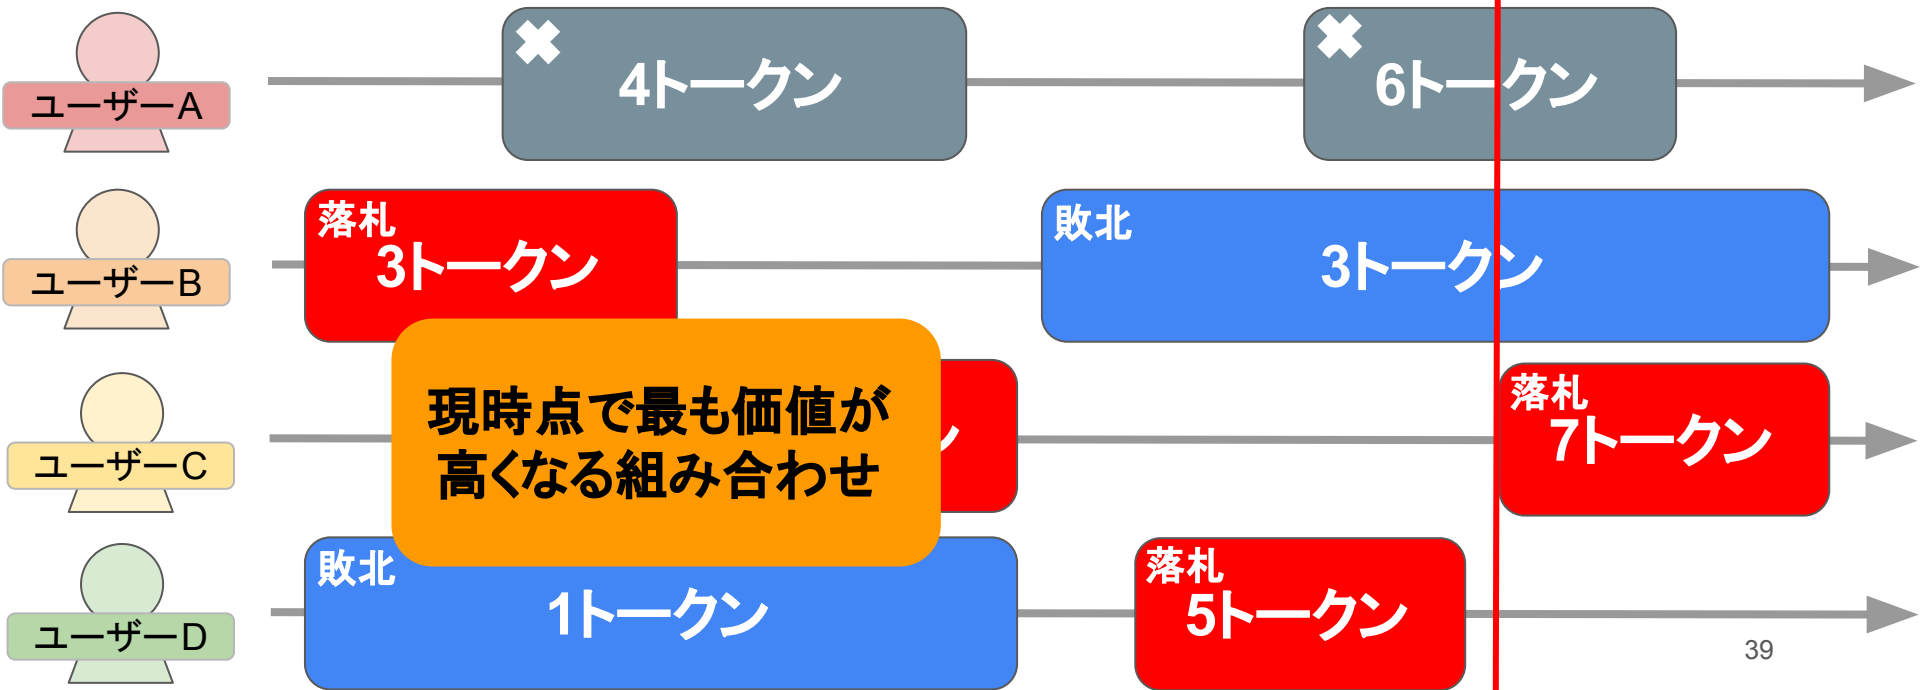 ユーザーA
4トークン
6トークン
ユーザーB
落札
3トークン
敗北
3トークン
ユーザーC
現時点で最も価値が
高くなる組み合わせ
落札
7トークン
ユーザーD
敗北
1トークン
落札
5トークン
39